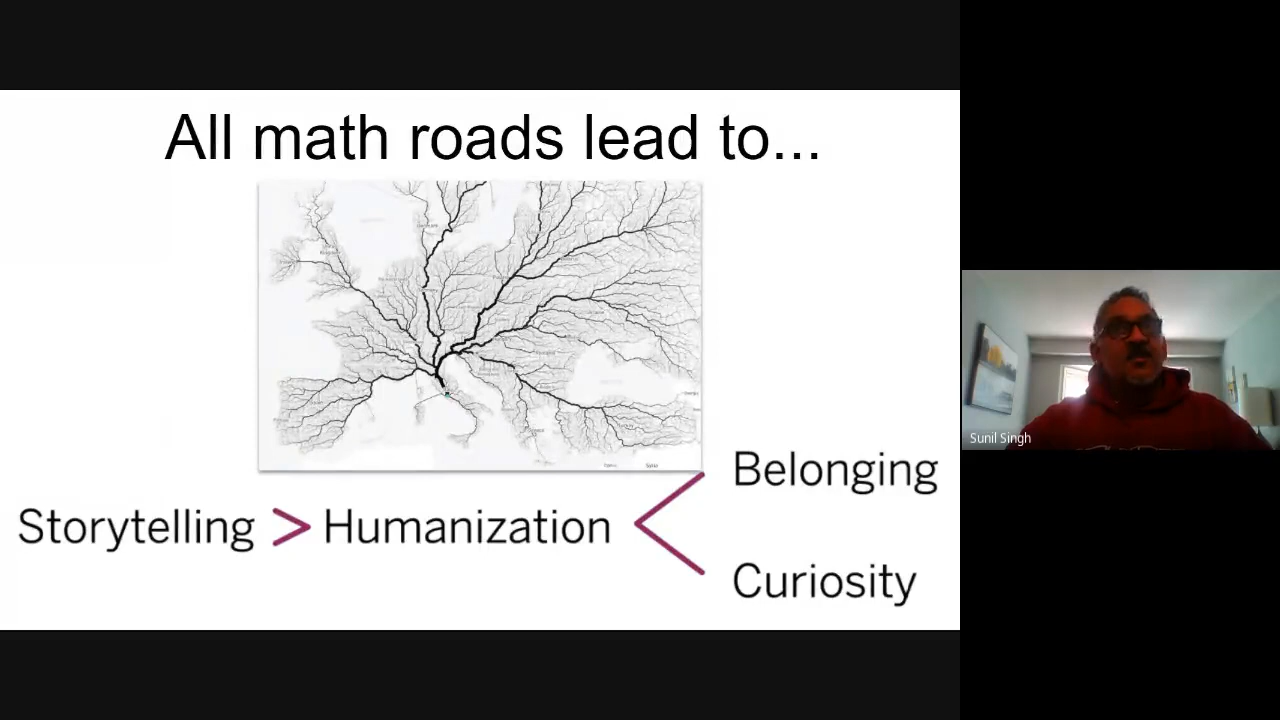 All math roads lead to...
Storytelling > Humanization
Belonging
Curiosity
Sunil Singh